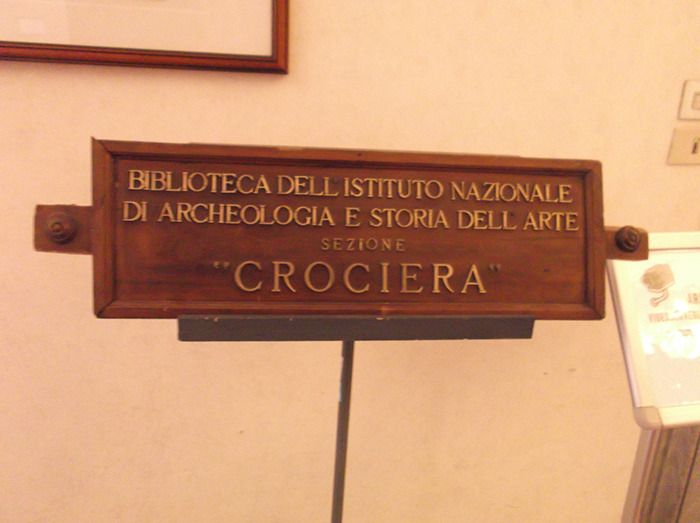 BIBLIOTECA DELL'ISTITUTO NAZIONALE
DI ARCHEOLOGIA E STORIA DELL'ARTE
SEZIONE
"CROCIERA"